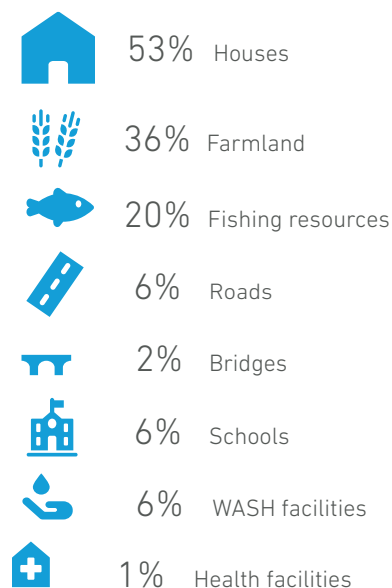 53% Houses
36% Farmland
20% Fishing resources
6% Roads
2% Bridges
6% Schools
6% WASH facilities
1% Health facilities